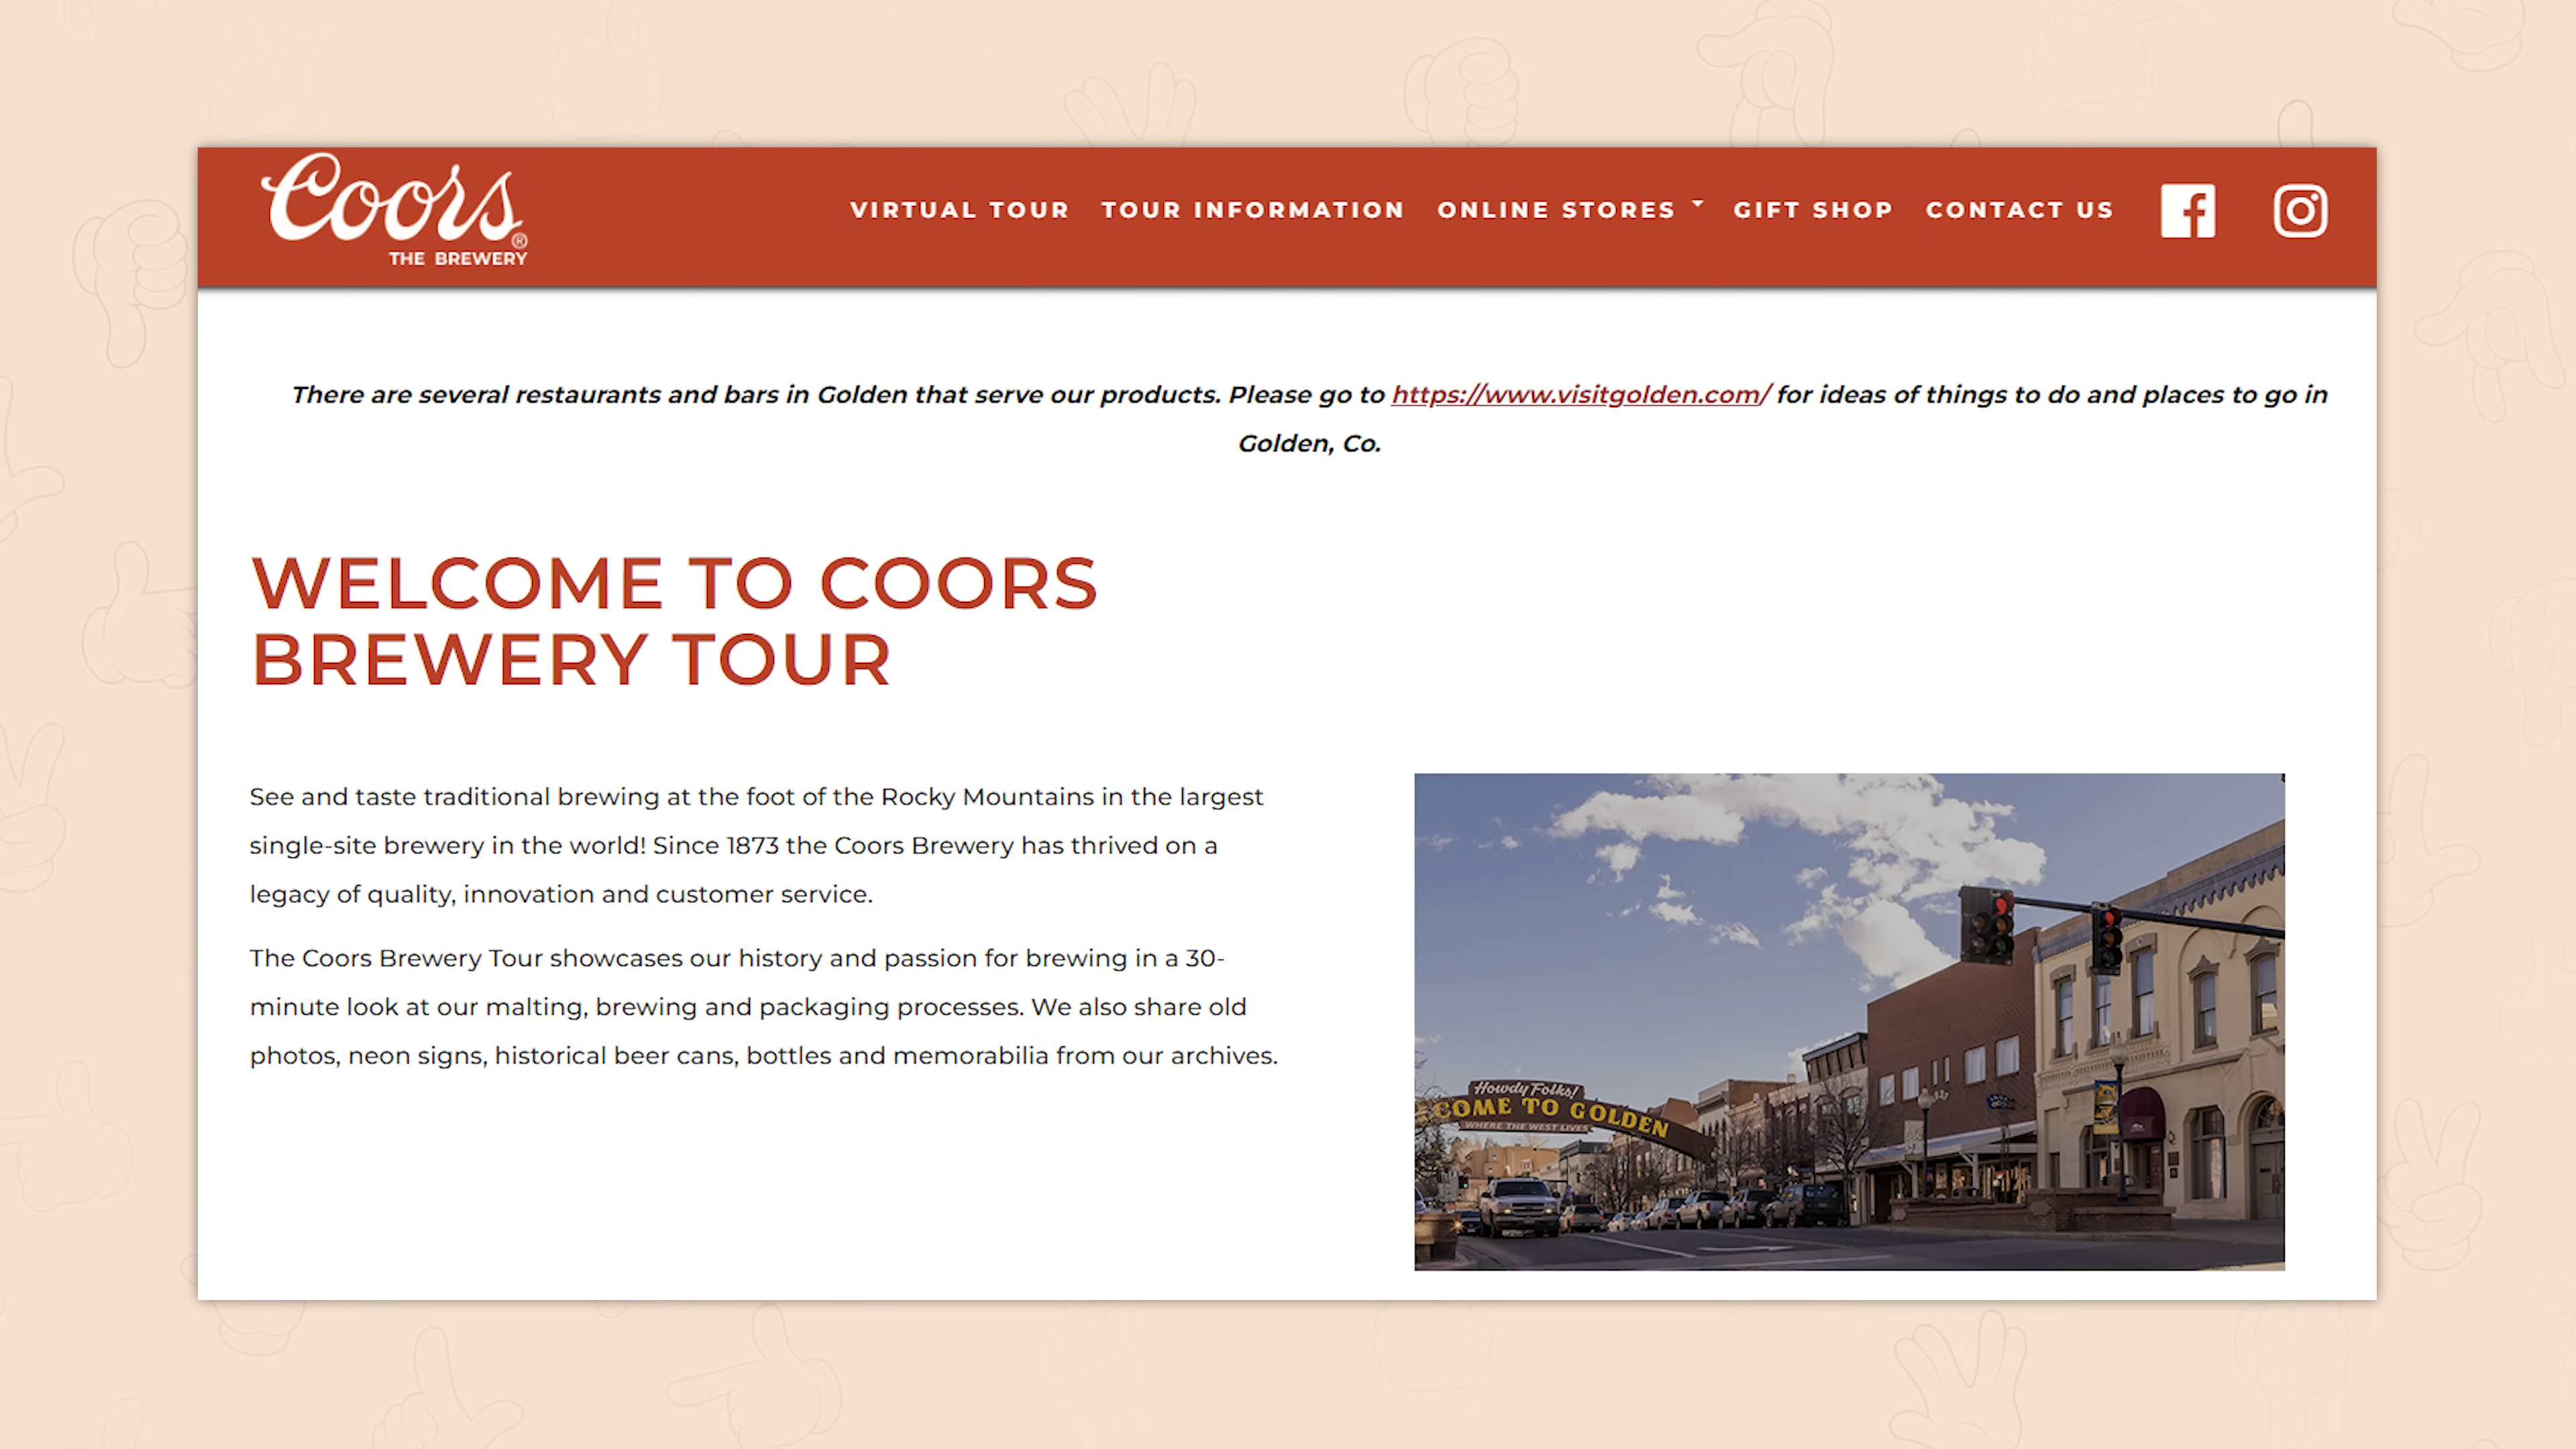 Coors®
THE BREWERY
VIRTUAL TOUR TOUR INFORMATION ONLINE STORES GIFT SHOP CONTACT US
There are several restaurants and bars in Golden that serve our products. Please go to https://www.visitgolden.com/ for ideas of things to do and places to go in
Golden, Co.
WELCOME TO COORS
BREWERY TOUR
See and taste traditional brewing at the foot of the Rocky Mountains in the largest
single-site brewery in the world! Since 1873 the Coors Brewery has thrived on a
legacy of quality, innovation and customer service.
The Coors Brewery Tour showcases our history and passion for brewing in a 30-
minute look at our malting, brewing and packaging processes. We also share old
photos, neon signs, historical beer cans, bottles and memorabilia from our archives.
Howdy Folks!
COME TO GOLDEN
WHERE THE WEST LIVES